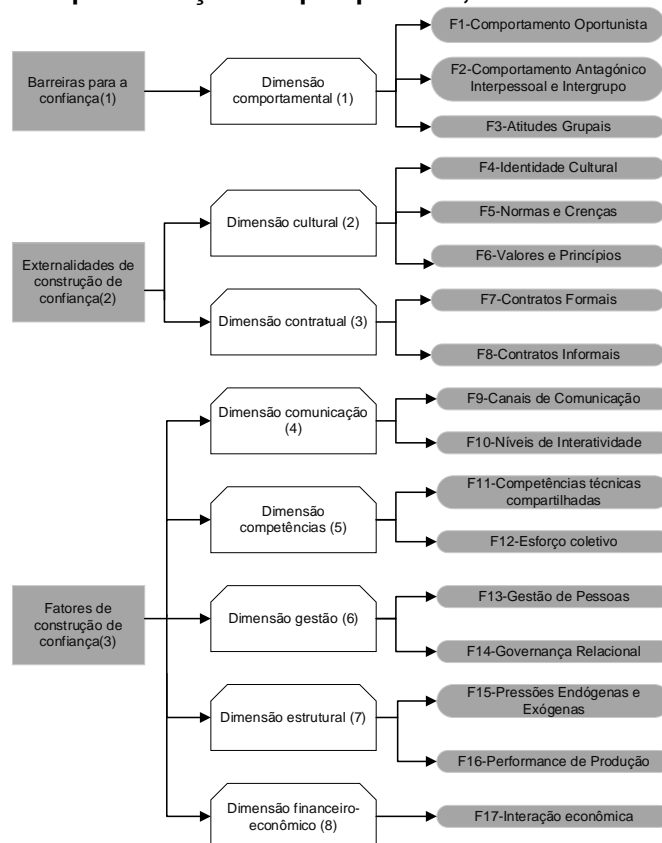 Barreiras para a
confiança(1)
Dimensão
comportamental (1)
F1-Comportamento Oportunista
F2-Comportamento Antagónico
Interpessoal e Intergrupo
F3-Atitudes Grupais
Externalidades de
construção de
confiança(2)
Dimensão cultural (2)
F4-Identidade Cultural
F5-Normas e Crenças
F6-Valores e Princípios
Dimensão contratual (3)
F7-Contratos Formais
F8-Contratos Informais
Fatores de
construção de
confiança(3)
Dimensão comunicação
(4)
F9-Canais de Comunicação
F10-Níveis de Interatividade
Dimensão
competências (5)
F11-Competências técnicas
compartilhadas
F12-Esforço coletivo
Dimensão gestão (6)
F13-Gestão de Pessoas
F14-Governança Relacional
Dimensão estrutural (7)
F15-Pressões Endógenas e
Exógenas
F16-Performance de Produção
Dimensão financeiro-
econômico (8)
F17-Interação econômica